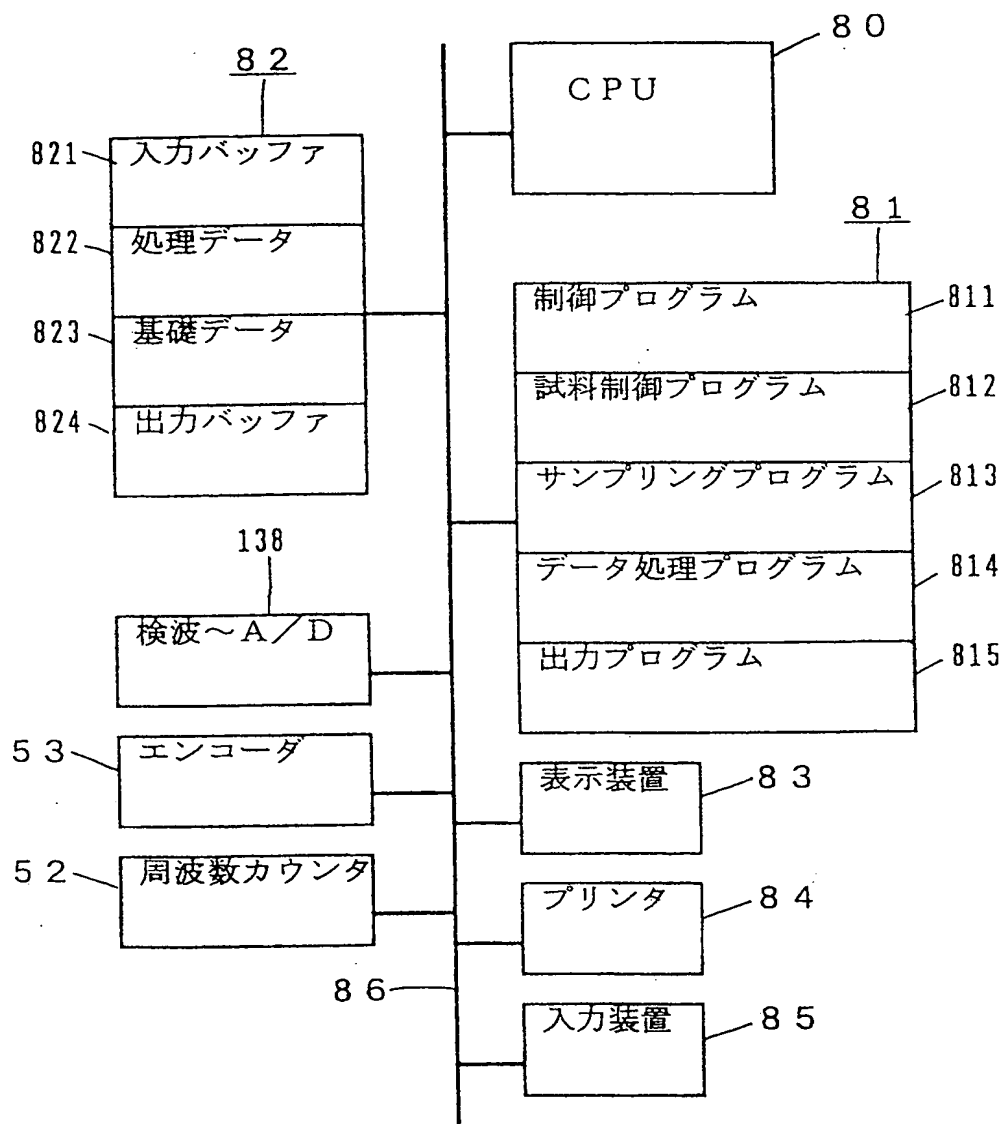 ８０
ＣＰＵ
８２
821
入力バッファ
822
処理データ
823
基礎データ
824
出力バッファ
８１
制御プログラム
811
試料制御プログラム
812
サンプリングプログラム
813
データ処理プログラム
814
出力プログラム
815
138
検波～Ａ／Ｄ
５３
エンコーダ
５２
周波数カウンタ
８６
表示装置
８３
プリンタ
８４
入力装置
８５